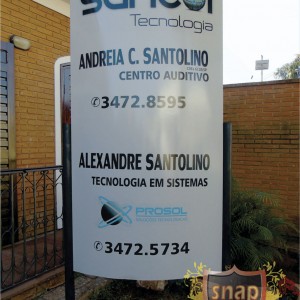 Tecnologia
ANDREIA C. SANTOLINO
CENTRO AUDITIVO
3472.8595
ALEXANDRE SANTOLINO
TECNOLOGIA EM SISTEMAS
PROSOL
3472.5734
snap